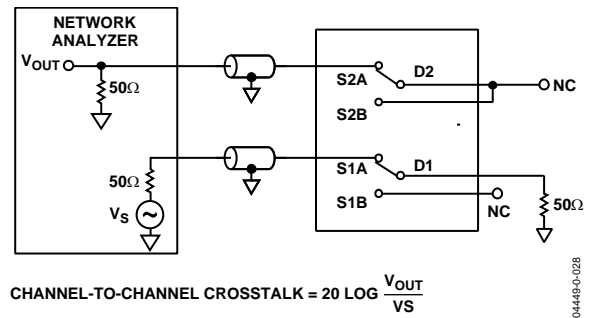 NETWORK
ANALYZER
VOUT
50Ω
S2A
D2
NC
S2B
50Ω
VS
S1A
D1
S1B
NC
50Ω
CHANNEL-TO-CHANNEL CROSSTALK = 20 LOG VOUT
VS
04449-0-028